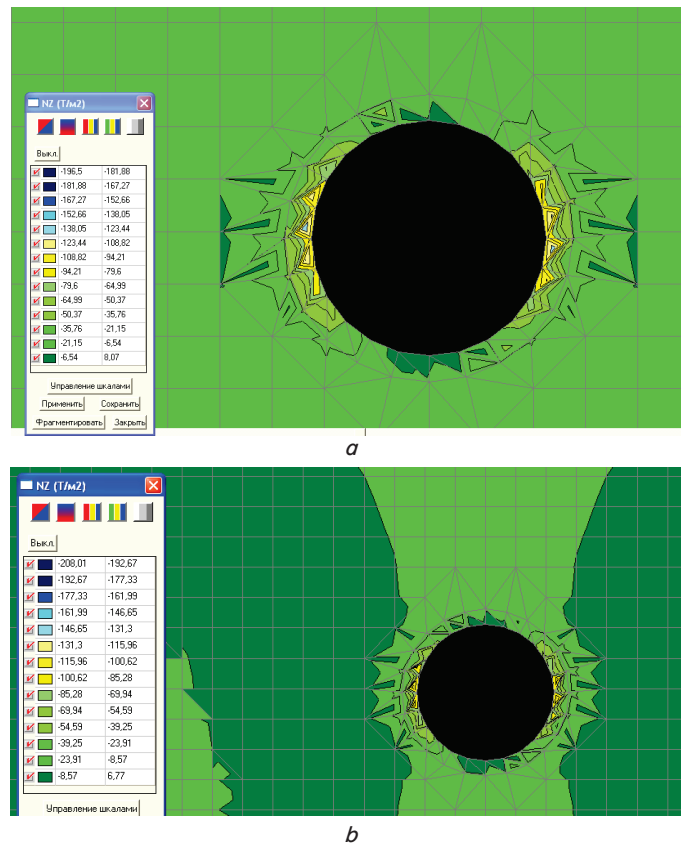 NZ (Т/м2)
Выкл.
-196,5 -181,88
-181,88 -167,27
-167,27 -152,66
-152,66 -138,05
-138,05 -123,44
-123,44 -108,82
-108,82 -94,21
-94,21 -79,6
-79,6 -64,99
-64,99 -50,37
-50,37 -35,76
-35,76 -21,15
-21,15 -6,54
-6,54 8,07
Управление шкалами
Применить Сохранить
Фрагментировать Закрыть
a
NZ (Т/м2)
Выкл.
-208,01 -192,67
-192,67 -177,33
-177,33 -161,99
-161,99 -146,65
-146,65 -131,3
-131,3 -115,96
-115,96 -100,62
-100,62 -85,28
-85,28 -69,94
-69,94 -54,59
-54,59 -39,25
-39,25 -23,91
-23,91 -8,57
-8,57 6,77
Управление шкалами
b